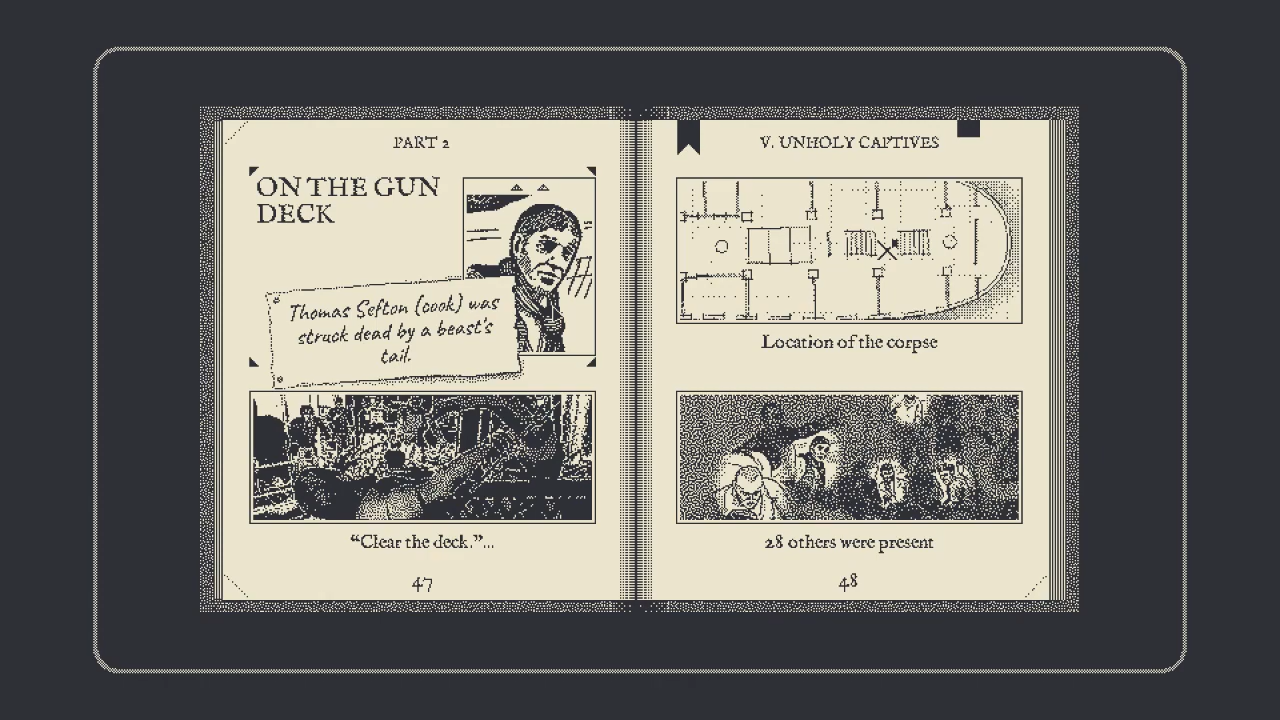 PART 2
ON THE GUN
DECK
Thomas Sefton (cook) was
struck dead by a beast's
tail.
"Clear the deck."...
47
V. UNHOLY CAPTIVES
Location of the corpse
28 others were present
48